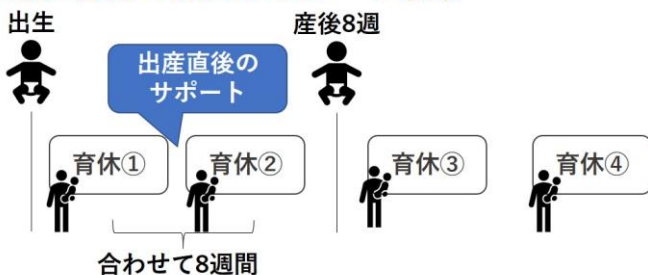 出生
産後8週
出産直後の
サポート
育休①
育休②
育休③
育休④
合わせて8週間